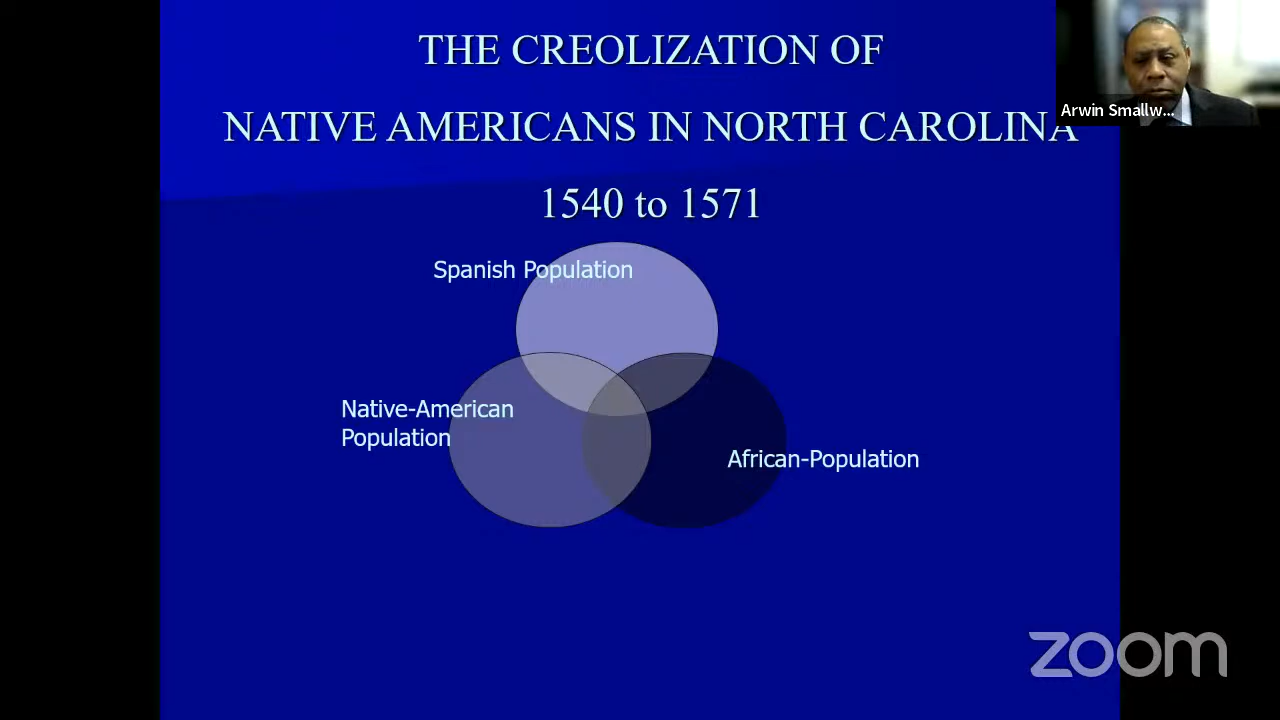 THE CREOLIZATION OF
NATIVE AMERICANS IN NORTH CAROLINA
1540 to 1571
Arwin Smallw...
Spanish Population
Native-American
Population
African-Population
zoom